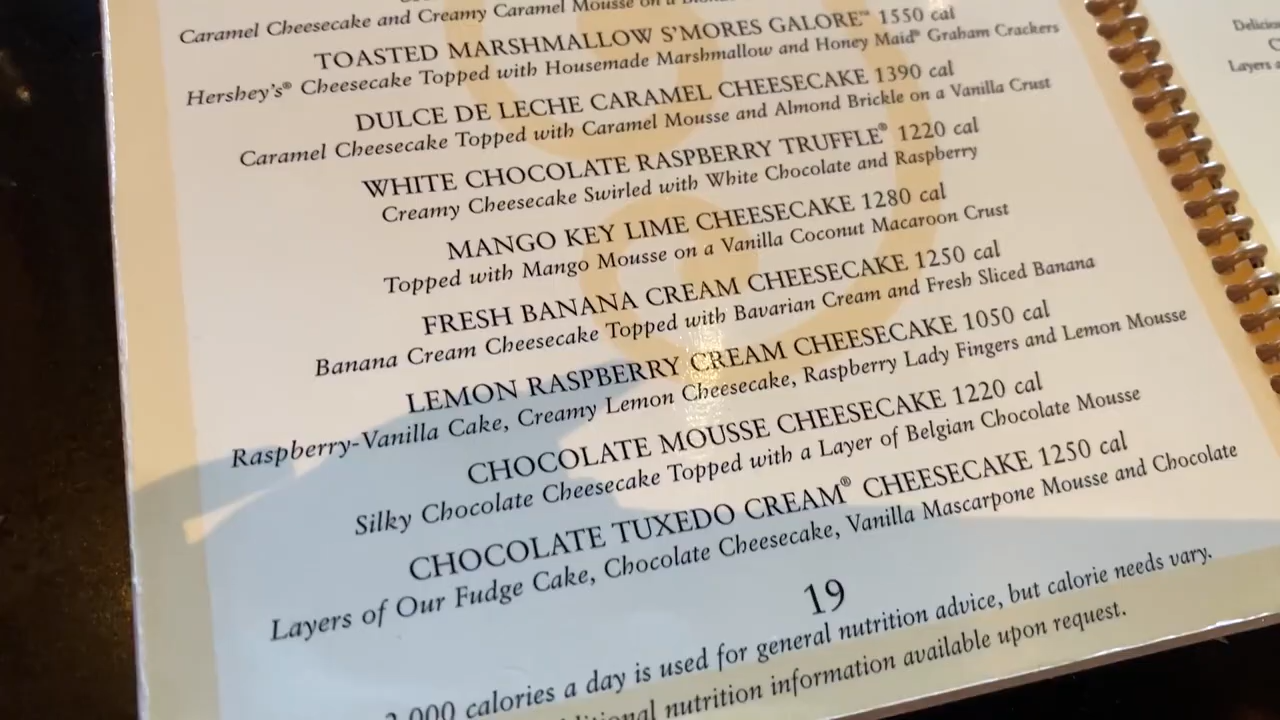 Caramel Cheesecake and Creamy Caramel Mousse on a
TOASTED MARSHMALLOW S'MORES GALORE™ 1550 cal
Hershey's® Cheesecake Topped with Housemade Marshmallow and Honey Maid® Graham Crackers
DULCE DE LECHE CARAMEL CHEESECAKE 1390 cal
Caramel Cheesecake Topped with Caramel Mousse and Almond Brickle on a Vanilla Crust
WHITE CHOCOLATE RASPBERRY TRUFFLE® 1220 cal
Creamy Cheesecake Swirled with White Chocolate and Raspberry
MANGO KEY LIME CHEESECAKE 1280 cal
Topped with Mango Mousse on a Vanilla Coconut Macaroon Crust
FRESH BANANA CREAM CHEESECAKE 1250 cal
Banana Cream Cheesecake Topped with Bavarian Cream and Fresh Sliced Banana
LEMON RASPBERRY CREAM CHEESECAKE 1050 cal
Raspberry-Vanilla Cake, Creamy Lemon Cheesecake, Raspberry Lady Fingers and Lemon Mousse
CHOCOLATE MOUSSE CHEESECAKE 1220 cal
Silky Chocolate Cheesecake Topped with a Layer of Belgian Chocolate Mousse
CHOCOLATE TUXEDO CREAM® CHEESECAKE 1250 cal
Layers of Our Fudge Cake, Chocolate Cheesecake, Vanilla Mascarpone Mousse and Chocolate
19
2,000 calories a day is used for general nutrition advice, but calorie needs vary.
nutrition information available upon request.
Layers